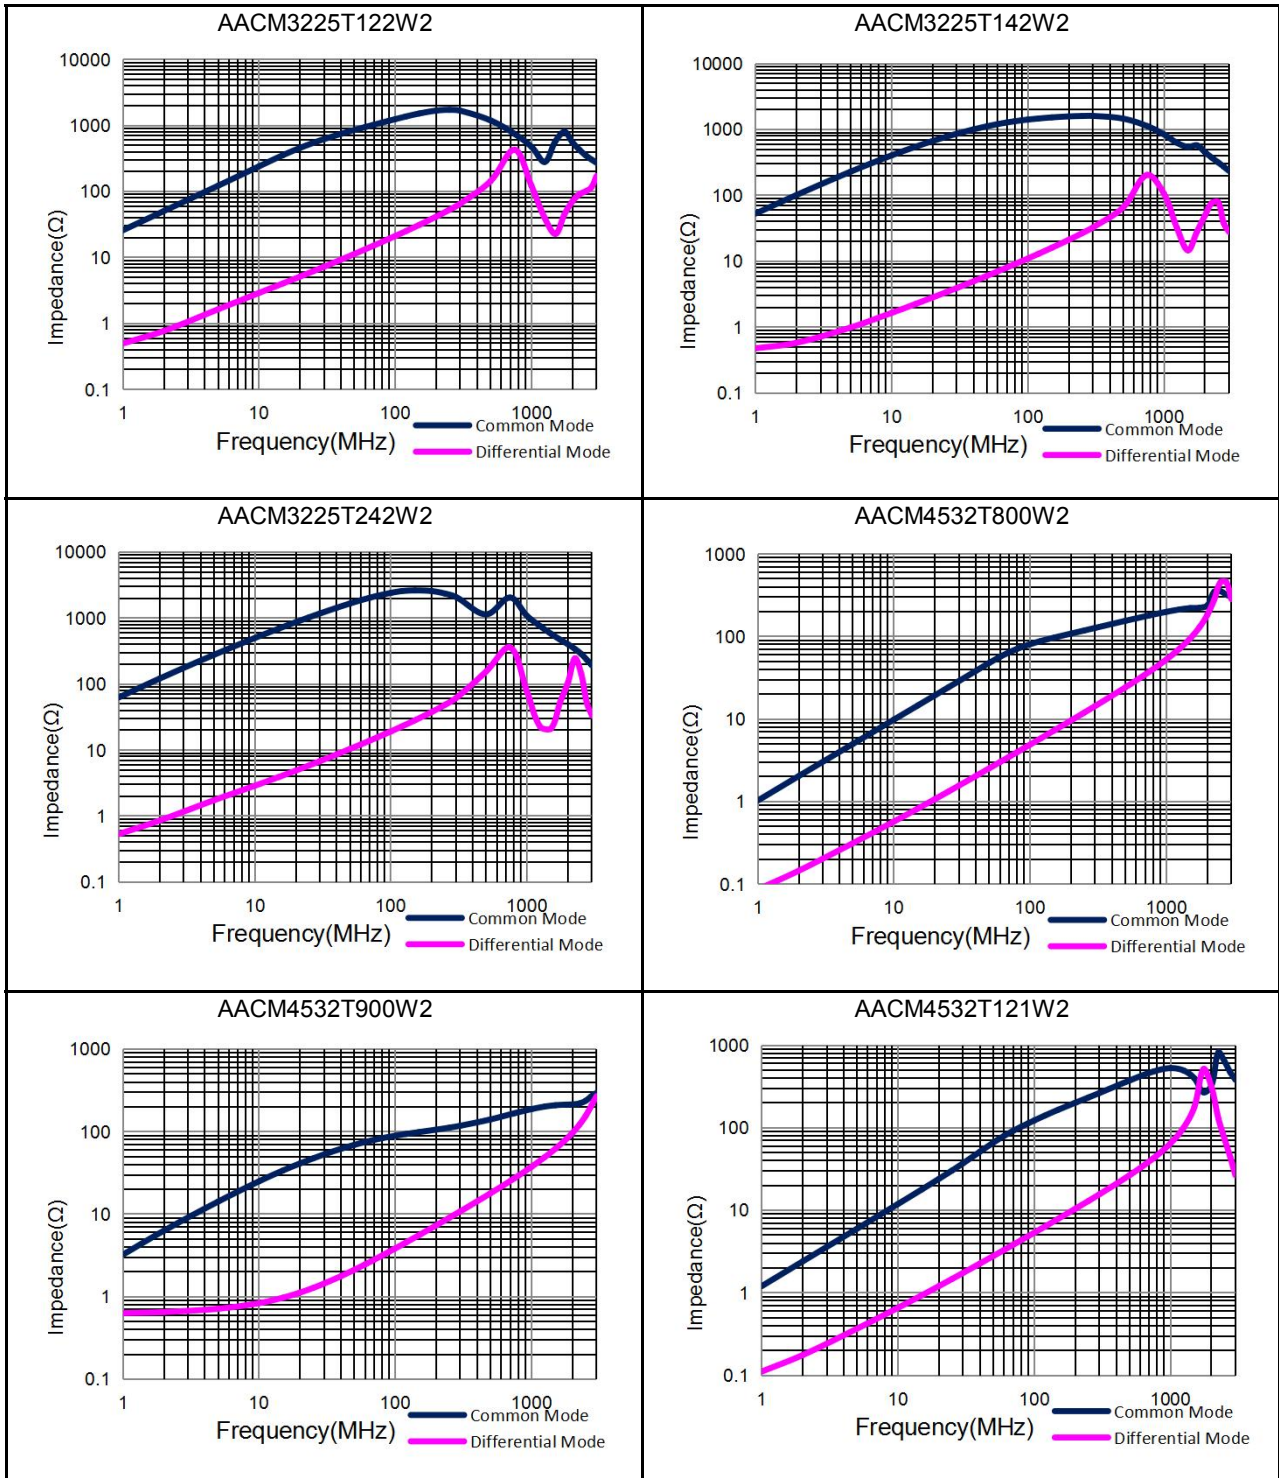 AACM3225T122W2
10000
1000
100
10
1
0.1
Impedance(Ω)
1 10 100 1000
Frequency(MHz)
Common Mode
Differential Mode
AACM3225T142W2
10000
1000
100
10
1
0.1
Impedance(Ω)
1 10 100 1000
Frequency(MHz)
Common Mode
Differential Mode
AACM3225T242W2
10000
1000
100
10
1
0.1
Impedance(Ω)
1 10 100 1000
Frequency(MHz)
Common Mode
Differential Mode
AACM4532T800W2
1000
100
10
1
0.1
Impedance(Ω)
1 10 100 1000
Frequency(MHz)
Common Mode
Differential Mode
AACM4532T900W2
1000
100
10
1
0.1
Impedance(Ω)
1 10 100 1000
Frequency(MHz)
Common Mode
Differential Mode
AACM4532T121W2
1000
100
10
1
0.1
Impedance(Ω)
1 10 100 1000
Frequency(MHz)
Common Mode
Differential Mode